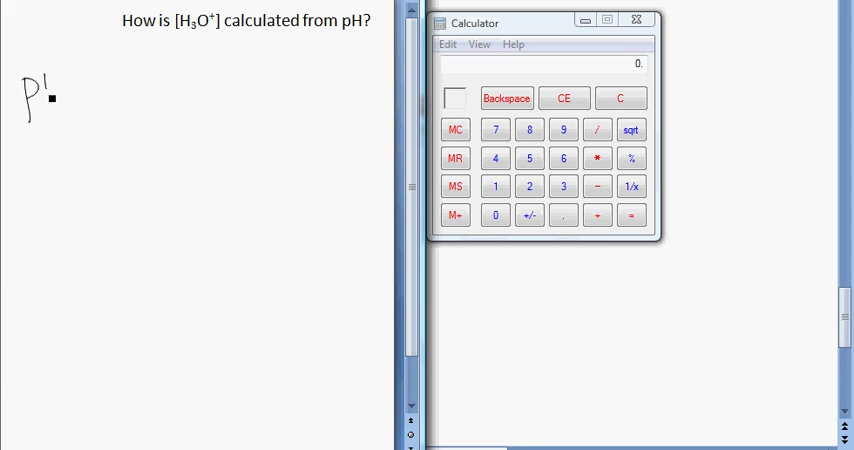 How is [H₃O⁺] calculated from pH?
P
Calculator
Edit View Help
0.
Backspace CE C
MC 7 8 9 / sqrt
MR 4 5 6 * %
MS 1 2 3 - 1/x
M+ 0 +/- . + =